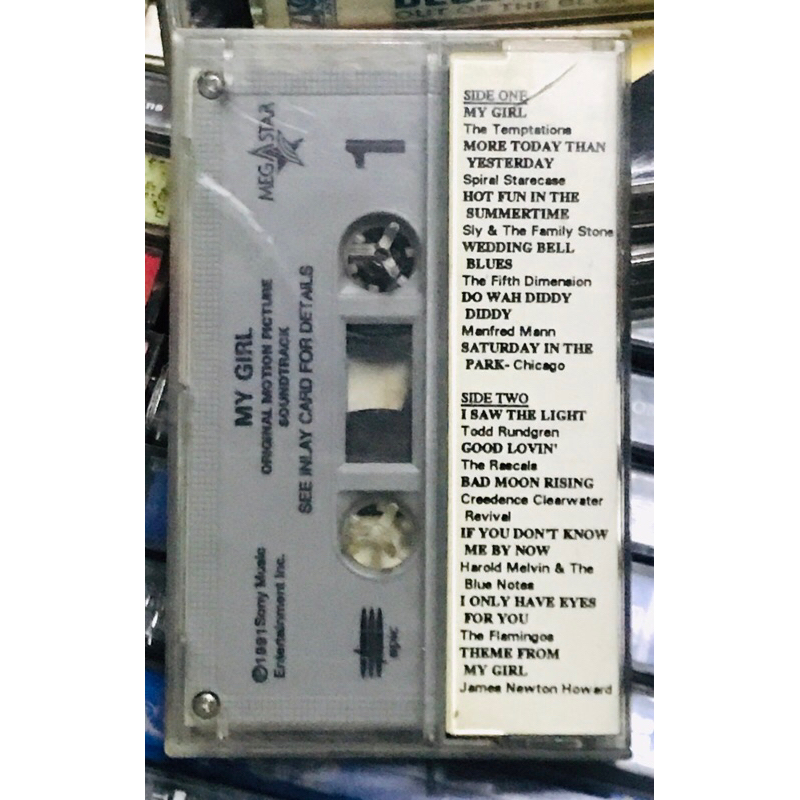 OUT OF THE BLUE
MEGASTAR
1
MY GIRL
ORIGINAL MOTION PICTURE
SOUNDTRACK
SEE INLAY CARD FOR DETAILS
©1991 Sony Music
Entertainment Inc.
epic
SIDE ONE
MY GIRL
The Temptations
MORE TODAY THAN
YESTERDAY
Spiral Starecase
HOT FUN IN THE
SUMMERTIME
Sly & The Family Stone
WEDDING BELL
BLUES
The Fifth Dimension
DO WAH DIDDY
DIDDY
Manfred Mann
SATURDAY IN THE
PARK- Chicago
SIDE TWO
I SAW THE LIGHT
Todd Rundgren
GOOD LOVIN'
The Rascals
BAD MOON RISING
Creedence Clearwater
Revival
IF YOU DON'T KNOW
ME BY NOW
Harold Melvin & The
Blue Notes
I ONLY HAVE EYES
FOR YOU
The Flamingos
THEME FROM
MY GIRL
James Newton Howard